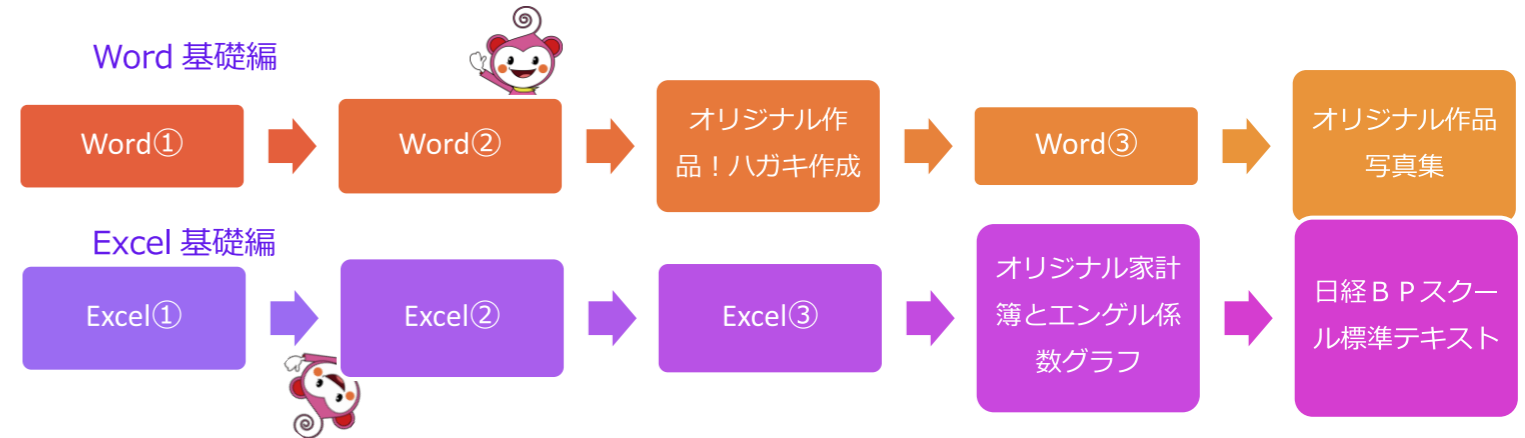 Word 基礎編
Word①
Word②
オリジナル作
品！ハガキ作成
Word③
オリジナル作品
写真集
Excel 基礎編
Excel①
Excel②
Excel③
オリジナル家計
簿とエンゲル係
数グラフ
日経ＢＰスクー
ル標準テキスト